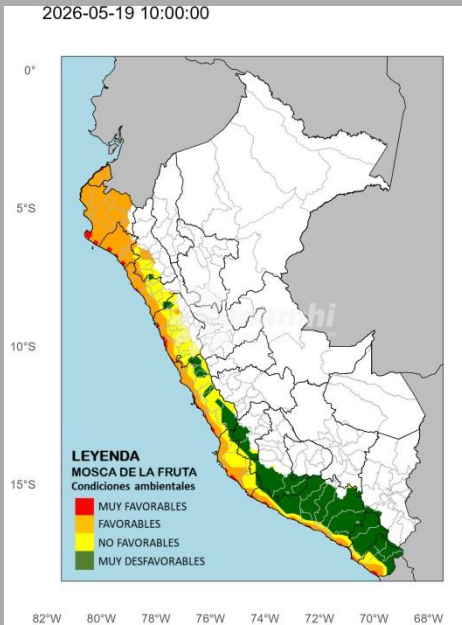 2026-05-19 10:00:00
0°
5°S
10°S
15°S
senamhi
LEYENDA
MOSCA DE LA FRUTA
Condiciones ambientales
MUY FAVORABLES
FAVORABLES
NO FAVORABLES
MUY DESFAVORABLES
82°W 80°W 78°W 76°W 74°W 72°W 70°W 68°W